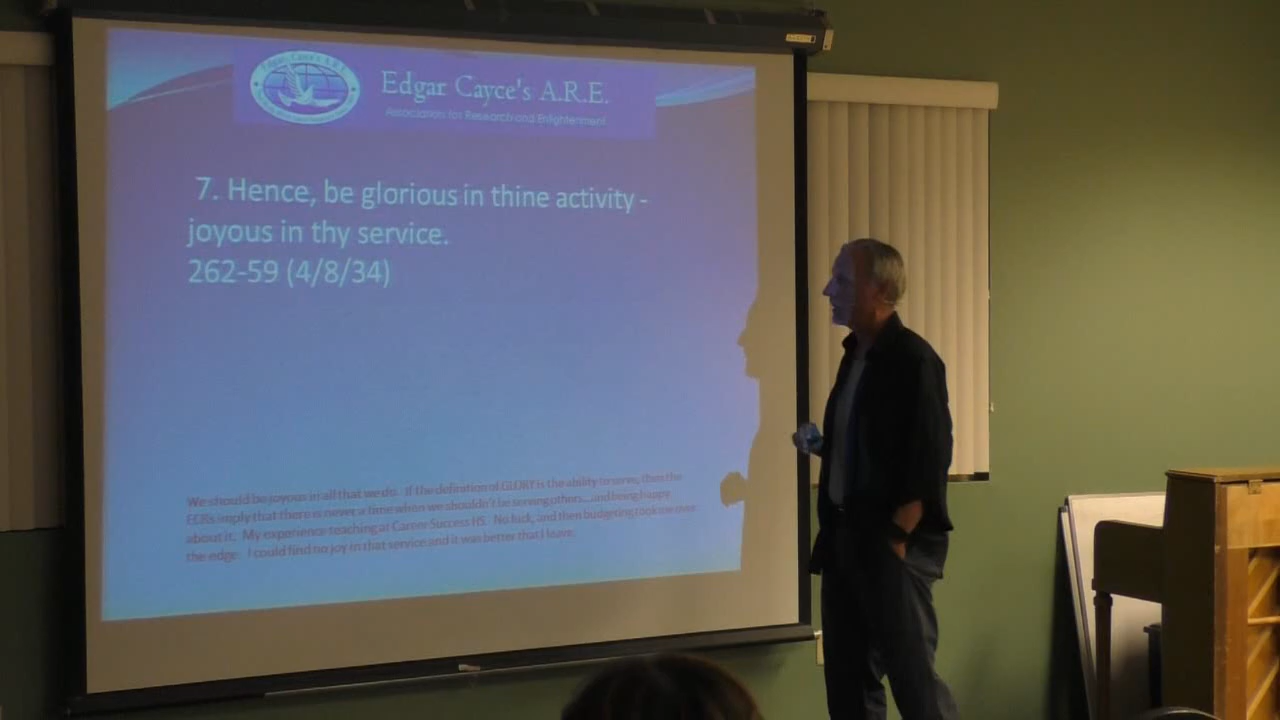 Edgar Cayce's A.R.E.
Association for Research and Enlightenment
7. Hence, be glorious in thine activity -
joyous in thy service.
262-59 (4/8/34)
We should be joyous in all that we do. If the definition of GLORY is the ability to serve, then the
ECRs imply that there is never a time when we shouldn't be serving others...and being happy
about it. My experience teaching at Career Success HS. No luck, and then budgeting took me over
the edge. I could find no joy in that service and it was better that I leave.